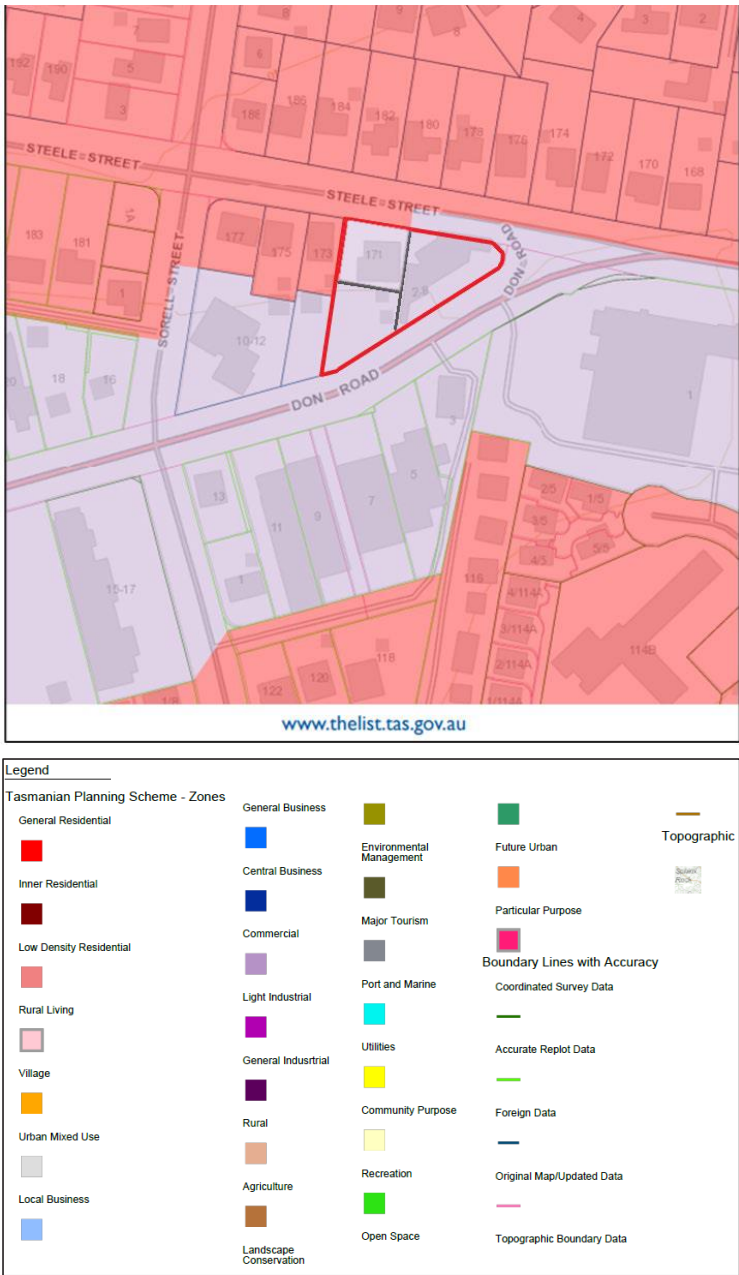 7
8
9
8
4
3
2
192
190
5
6
3
188
186
184
182
180
178
176
174
172
170
168
STEELE STREET
STEELE STREET
1A
183
181
1
177
175
173
171
DON ROAD
SORELL STREET
10-12
18
16
DON ROAD
3
1
13
11
9
7
5
1
15-17
2/5
1/5
3/5
4/5
5/5
116
4/114A
3/114A
2/114A
1/114A
114B
118
120
122
www.thelist.tas.gov.au
Legend
Tasmanian Planning Scheme - Zones
General Residential
Inner Residential
Low Density Residential
Rural Living
Village
Urban Mixed Use
Local Business
General Business
Central Business
Commercial
Light Industrial
General Indusrtrial
Rural
Agriculture
Landscape
Conservation
Environmental
Management
Major Tourism
Port and Marine
Utilities
Community Purpose
Recreation
Open Space
Future Urban
Particular Purpose
Boundary Lines with Accuracy
Coordinated Survey Data
Accurate Replot Data
Foreign Data
Original Map/Updated Data
Topographic Boundary Data
Topographic